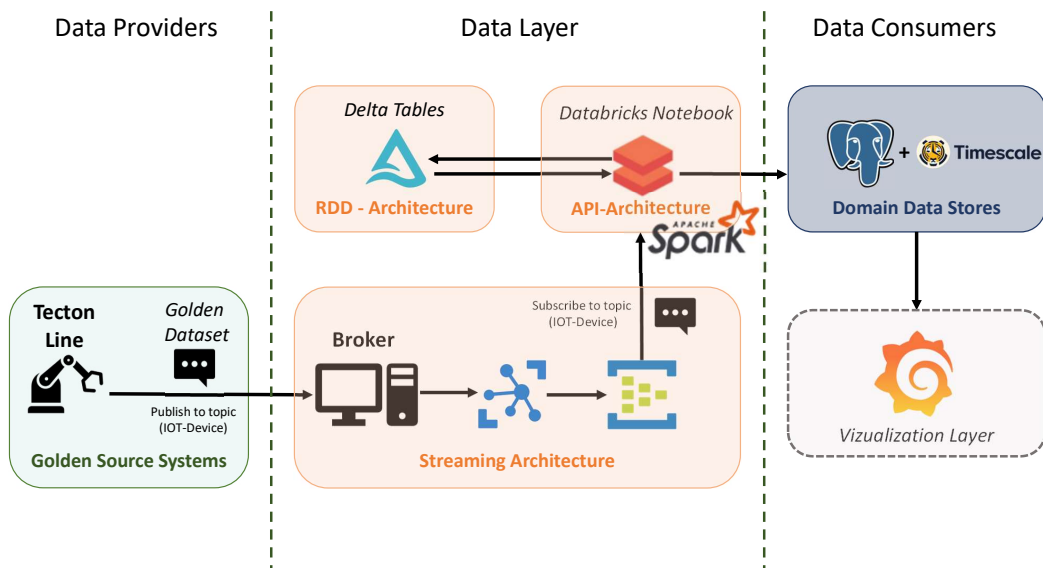 Data Providers
Data Layer
Data Consumers
Delta Tables
RDD - Architecture
Databricks Notebook
API-Architecture
APACHE
Spark
+ Timescale
Domain Data Stores
Tecton
Line
Golden
Dataset
Publish to topic
(IOT-Device)
Golden Source Systems
Broker
Subscribe to topic
(IOT-Device)
Streaming Architecture
Vizualization Layer